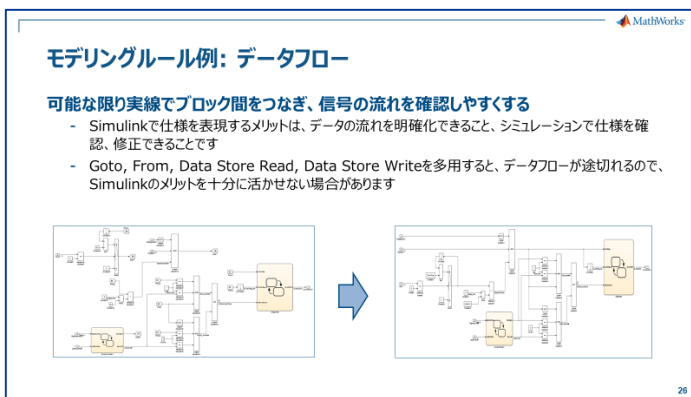 MathWorks
モデリングルール例: データフロー
可能な限り実線でブロック間をつなぎ、信号の流れを確認しやすくする
- Simulinkで仕様を表現するメリットは、データの流れを明確化できること、シミュレーションで仕様を確
認、修正できることです
- Goto, From, Data Store Read, Data Store Writeを多用すると、データフローが途切れるので、
Simulinkのメリットを十分に活かせない場合があります
26